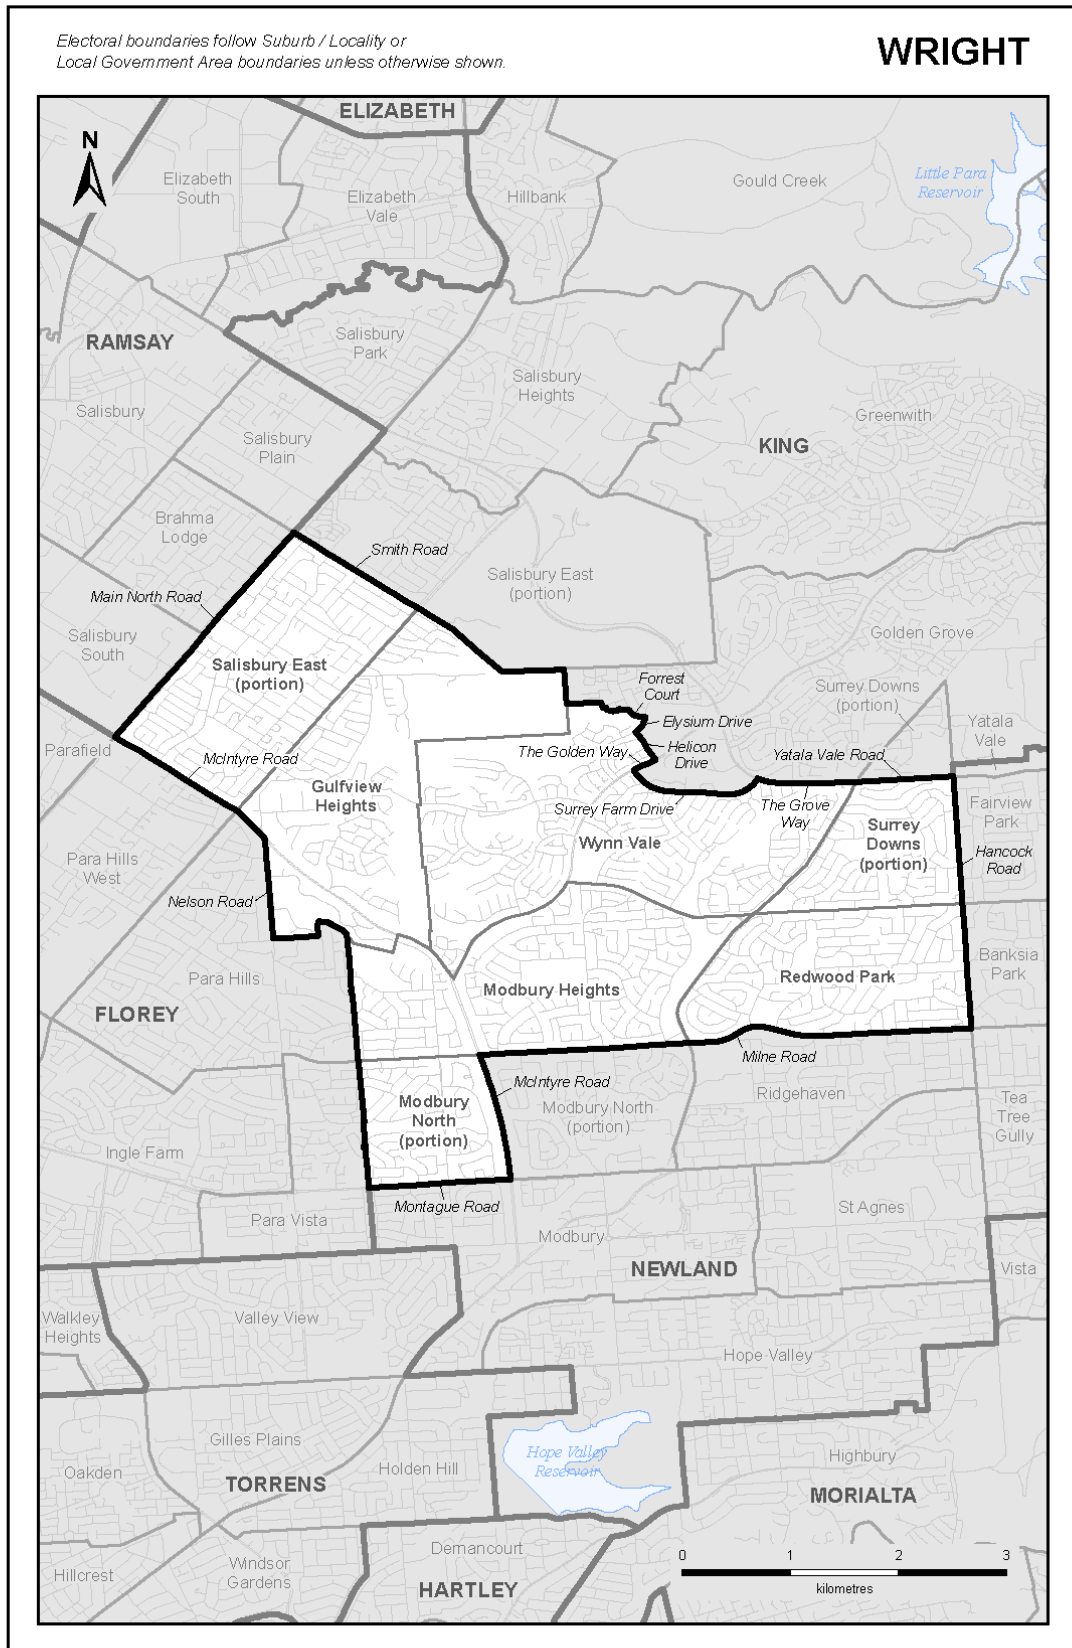 Electoral boundaries follow Suburb / Locality or
Local Government Area boundaries unless otherwise shown.
WRIGHT
ELIZABETH
N
Elizabeth
South
Elizabeth
Vale
Hillbank
Gould Creek
Little Para
Reservoir
RAMSAY
Salisbury
Park
Salisbury
Heights
Salisbury
Salisbury
Plain
Greenwith
KING
Brahma
Lodge
Smith Road
Salisbury East
(portion)
Main North Road
Salisbury
South
Golden Grove
Salisbury East
(portion)
Forrest
Court
Surrey Downs
(portion)
Elysium Drive
Yatala
Vale
Parafield
McIntyre Road
The Golden Way
Helicon
Drive
Yatala Vale Road
Gulfview
Heights
Surrey Farm Drive
The Grove
Way
Fairview
Park
Wynn Vale
Surrey
Downs
(portion)
Hancock
Road
Para Hills
West
Nelson Road
Para Hills
Modbury Heights
Redwood Park
Banksia
Park
FLOREY
Milne Road
McIntyre Road
Modbury
North
(portion)
Modbury North
(portion)
Ridgehaven
Tea
Tree
Gully
Ingle Farm
Montague Road
Para Vista
St Agnes
Modbury
NEWLAND
Vista
Walkley
Heights
Valley View
Hope Valley
Gilles Plains
Hope Valley
Reservoir
Highbury
Oakden
Holden Hill
TORRENS
MORIALTA
Hillcrest
Windsor
Gardens
Dernancourt
HARTLEY
0 1 2 3
kilometres